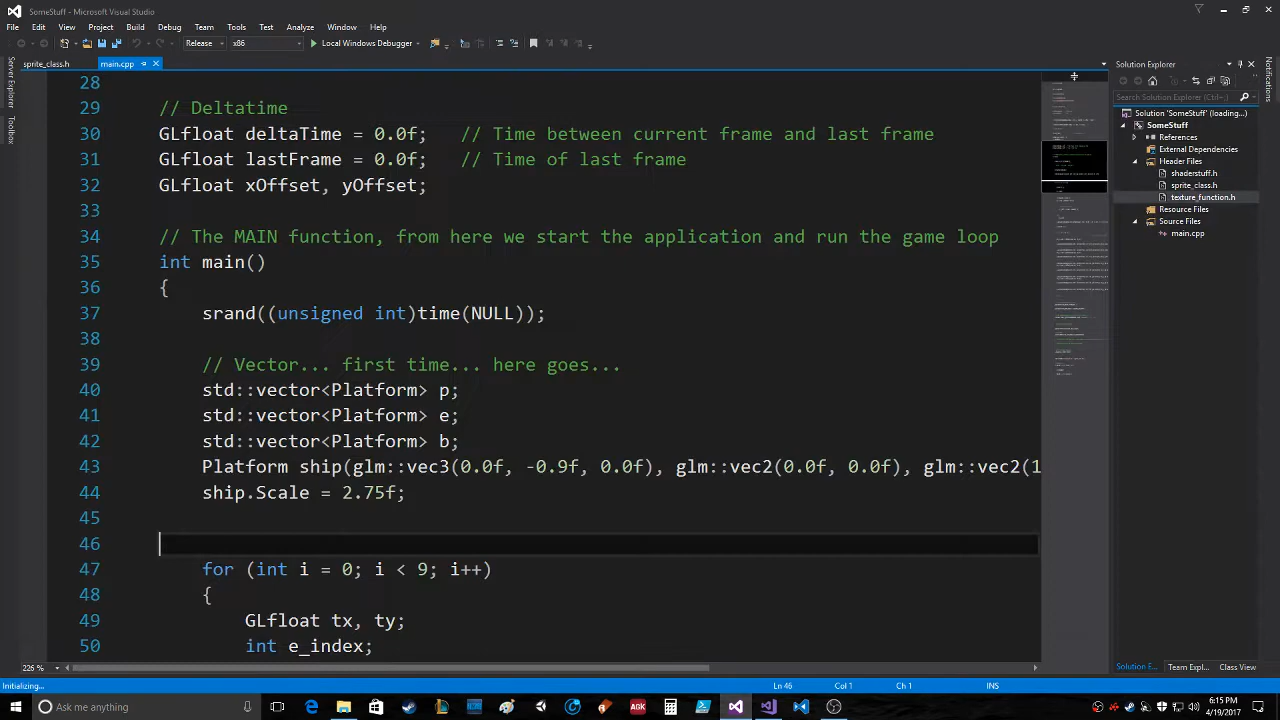 SomeStuff - Microsoft Visual Studio
File Edit View Project Build Debug Team Tools Test Analyze Window Help
Release x86 Local Windows Debugger
sprite_class.h main.cpp
Server Explorer
Toolbox
28
29 // Deltatime
30 GLfloat deltaTime = 0.0f; // Time between current frame and last frame
31 GLfloat lastFrame = 0.0f; // Time of last frame
32 GLfloat xOffset, yOffset;
33
34 // The MAIN function, from here we start the application and run the game loop
35 int main()
36 {
37 srand((unsigned int)time(NULL));
38
39 // Vector... first time... here goes...
40 std::vector<Platform> p;
41 std::vector<Platform> e;
42 std::vector<Platform> b;
43 Platform ship(glm::vec3(0.0f, -0.9f, 0.0f), glm::vec2(0.0f, 0.0f), glm::vec2(1
44 ship.Scale = 2.75f;
45
46
47 for (int i = 0; i < 9; i++)
48 {
49 GLfloat tx, ty;
50 int e_index;
226 %
Solution Explorer
Search Solution Explorer (Ctrl+;)
Solution 'SomeStuff' (loading...)
SomeStuff
External Dependencies
Header Files
shaderstuff.h
sprite_class.h
texture_function
Resource Files
Source Files
main.cpp
Solution E... Team Expl... Class View
Notifications
Initializing... Ln 46 Col 1 Ch 1 INS
Ask me anything
AGK
6:15 PM
4/19/2017